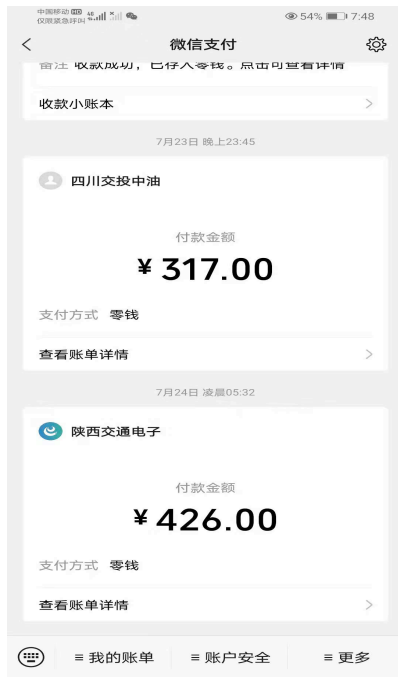 中国移动 HD 4G
仅限紧急呼叫
54% 7:48
微信支付
备注 收款成功，已存入零钱。点击可查看详情
收款小账本
7月23日 晚上23:45
四川交投中油
付款金额
¥317.00
支付方式 零钱
查看账单详情
7月24日 凌晨05:32
陕西交通电子
付款金额
¥426.00
支付方式 零钱
查看账单详情
我的账单
账户安全
更多